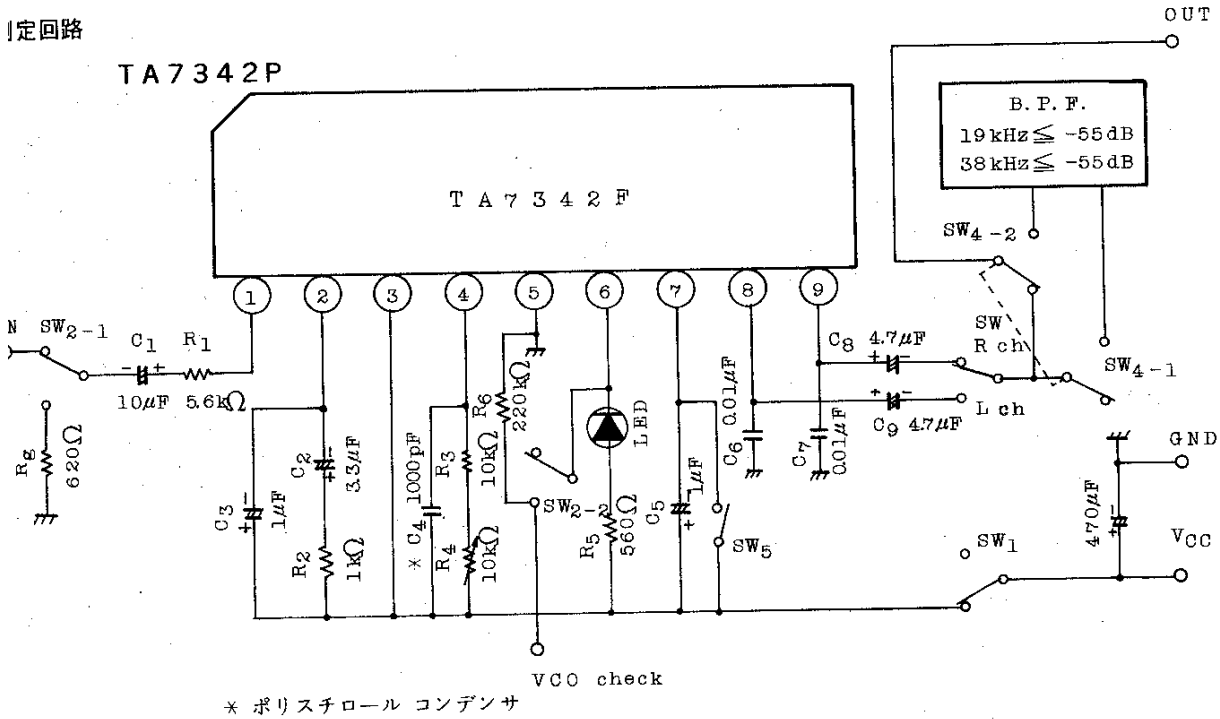 OUT
定回路
TA7342P
B.P.F.
19kHz≦ -55dB
38kHz≦ -55dB
TA7342F
SW4-2
1
2
3
4
5
6
7
8
9
N
SW2-1
C1
R1
- +
10μF
5.6kΩ
C8
4.7μF
+ -
SW
R ch
SW4-1
L ch
C9
4.7μF
+ -
Rg
620Ω
C3
1μF
- +
C2
3.3μF
- +
R2
1kΩ
* C4
1000pF
R3
10kΩ
R4
10kΩ
R6
220kΩ
SW2-2
LED
R5
560Ω
C5
1μF
- +
SW5
C6
0.01μF
C7
0.01μF
GND
470μF
- +
SW1
VCC
VCO check
* ポリスチロール コンデンサ